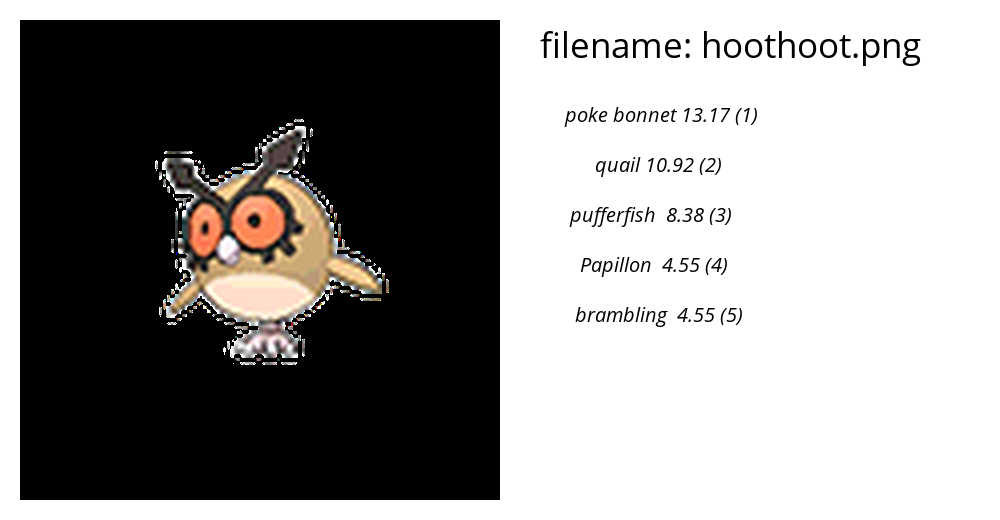 filename: hoothoot.png
poke bonnet 13.17 (1)
quail 10.92 (2)
pufferfish 8.38 (3)
Papillon 4.55 (4)
brambling 4.55 (5)